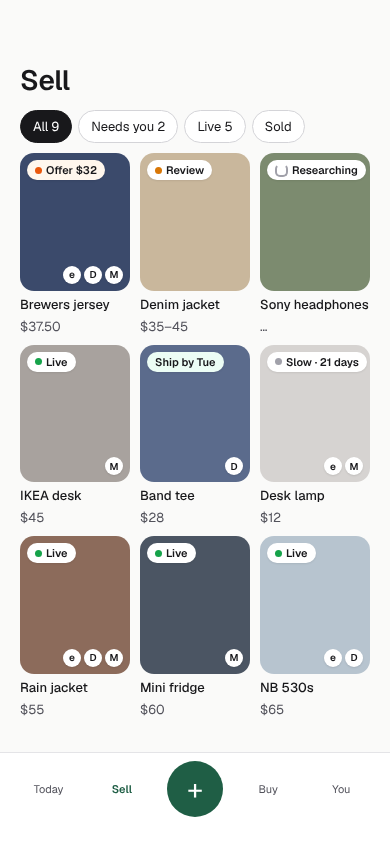 Sell
All 9
Needs you 2
Live 5
Sold
Offer $32
e D M
Brewers jersey
$37.50
Review
Denim jacket
$35–45
Researching
Sony headphones
...
Live
M
IKEA desk
$45
Ship by Tue
D
Band tee
$28
Slow · 21 days
e M
Desk lamp
$12
Live
e D M
Rain jacket
$55
Live
M
Mini fridge
$60
Live
e D
NB 530s
$65
Today
Sell
+
Buy
You